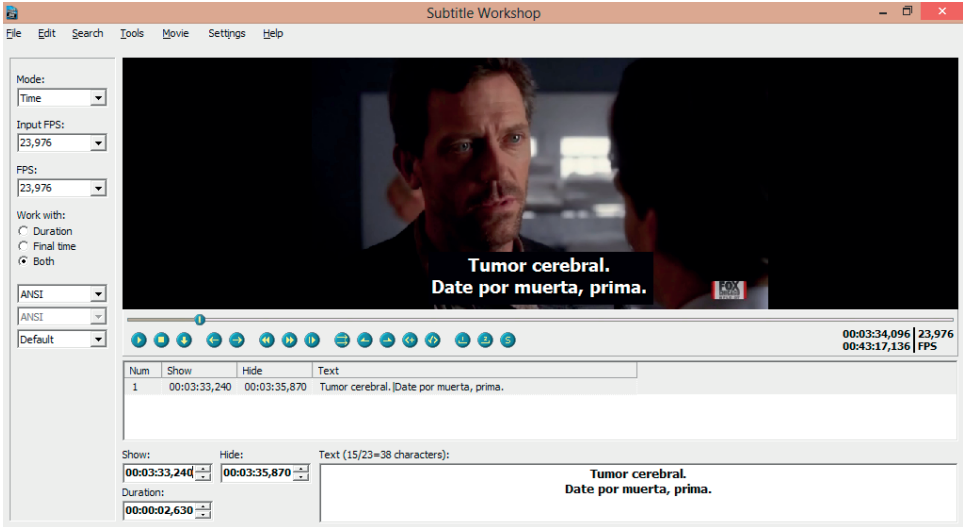 Subtitle Workshop
File Edit Search Tools Movie Settings Help
Mode:
Time
Input FPS:
23,976
FPS:
23,976
Work with:
Duration
Final time
Both
ANSI
ANSI
Default
Tumor cerebral.
Date por muerta, prima.
FOX
00:03:34,096 23,976
00:43:17,136 FPS
Num Show Hide Text
1 00:03:33,240 00:03:35,870 Tumor cerebral.|Date por muerta, prima.
Show: Hide: Text (15/23=38 characters):
00:03:33,240 00:03:35,870
Duration:
00:00:02,630
Tumor cerebral.
Date por muerta, prima.